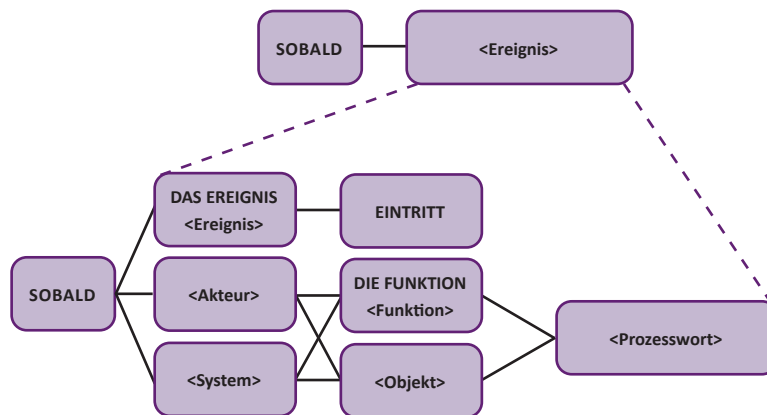 SOBALD
<Ereignis>
DAS EREIGNIS
<Ereignis>
EINTRITT
SOBALD
<Akteur>
DIE FUNKTION
<Funktion>
<Prozesswort>
<System>
<Objekt>